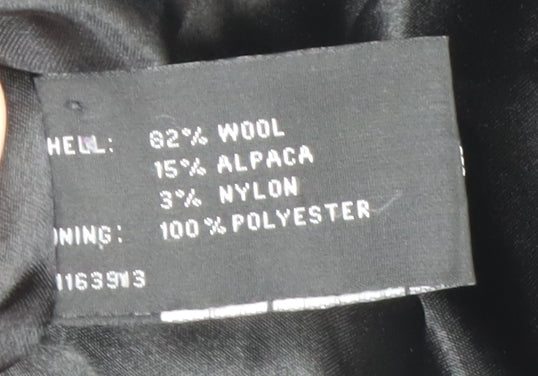 HELL: 82% WOOL
15% ALPACA
3% NYLON
NING: 100% POLYESTER
11639W3